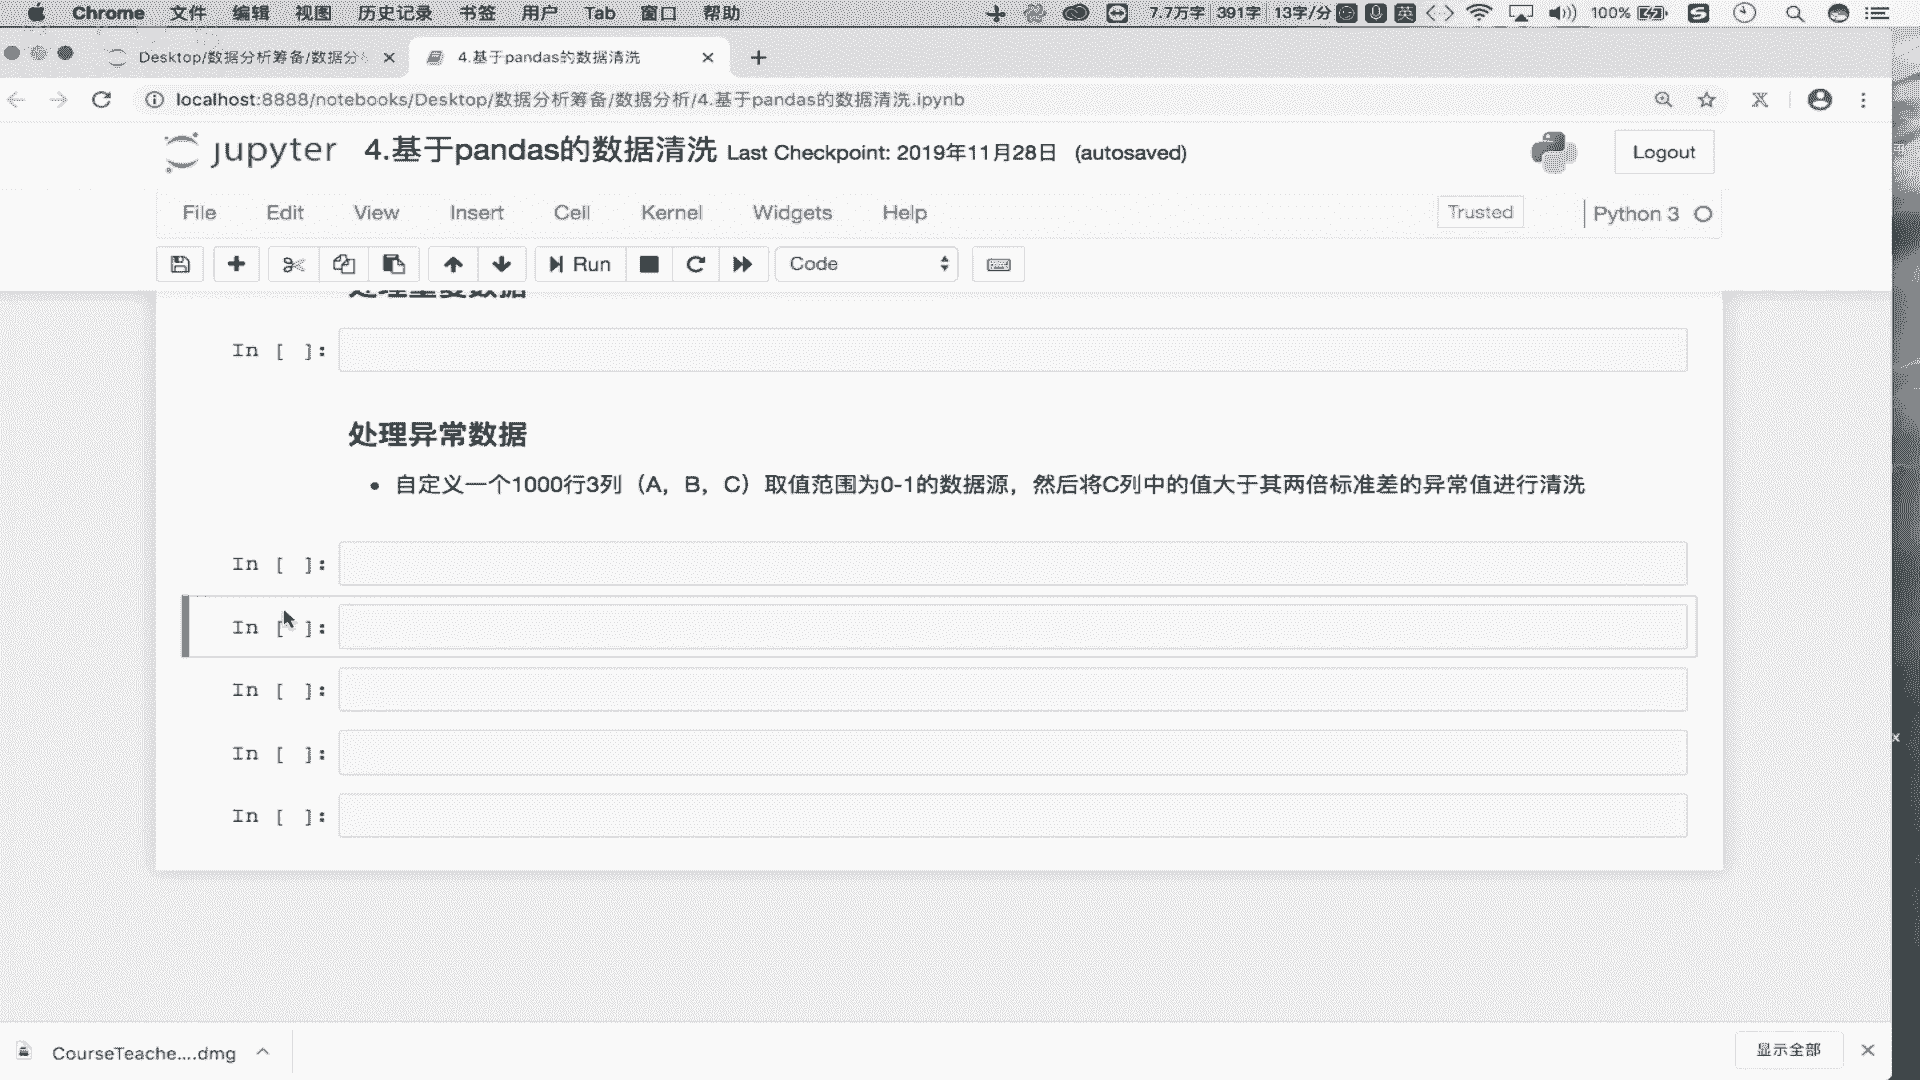 Chrome 文件 编辑 视图 历史记录 书签 用户 Tab 窗口 帮助 7.7万字 391字 13字/分 英 100%
Desktop/数据分析筹备/数据分 4.基于pandas的数据清洗
localhost:8888/notebooks/Desktop/数据分析筹备/数据分析/4.基于pandas的数据清洗.ipynb
jupyter 4.基于pandas的数据清洗 Last Checkpoint: 2019年11月28日 (autosaved) Logout
File Edit View Insert Cell Kernel Widgets Help Trusted Python 3
Run Code
In [ ]:
处理异常数据
• 自定义一个1000行3列（A，B，C）取值范围为0-1的数据源，然后将C列中的值大于其两倍标准差的异常值进行清洗
In [ ]:
In [ ]:
In [ ]:
In [ ]:
In [ ]:
CourseTeache....dmg 显示全部